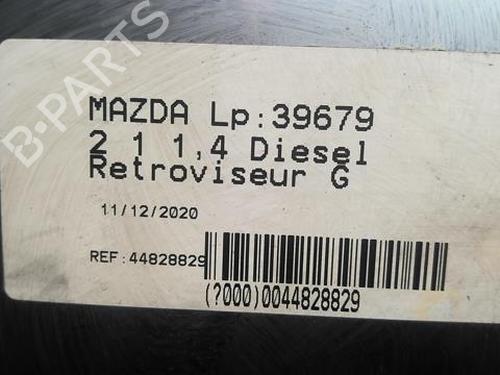 B-PARTS
MAZDA Lp:39679
2 1 1,4 Diesel
Retroviseur G
11/12/2020
REF:44828829
(?000)0044828829